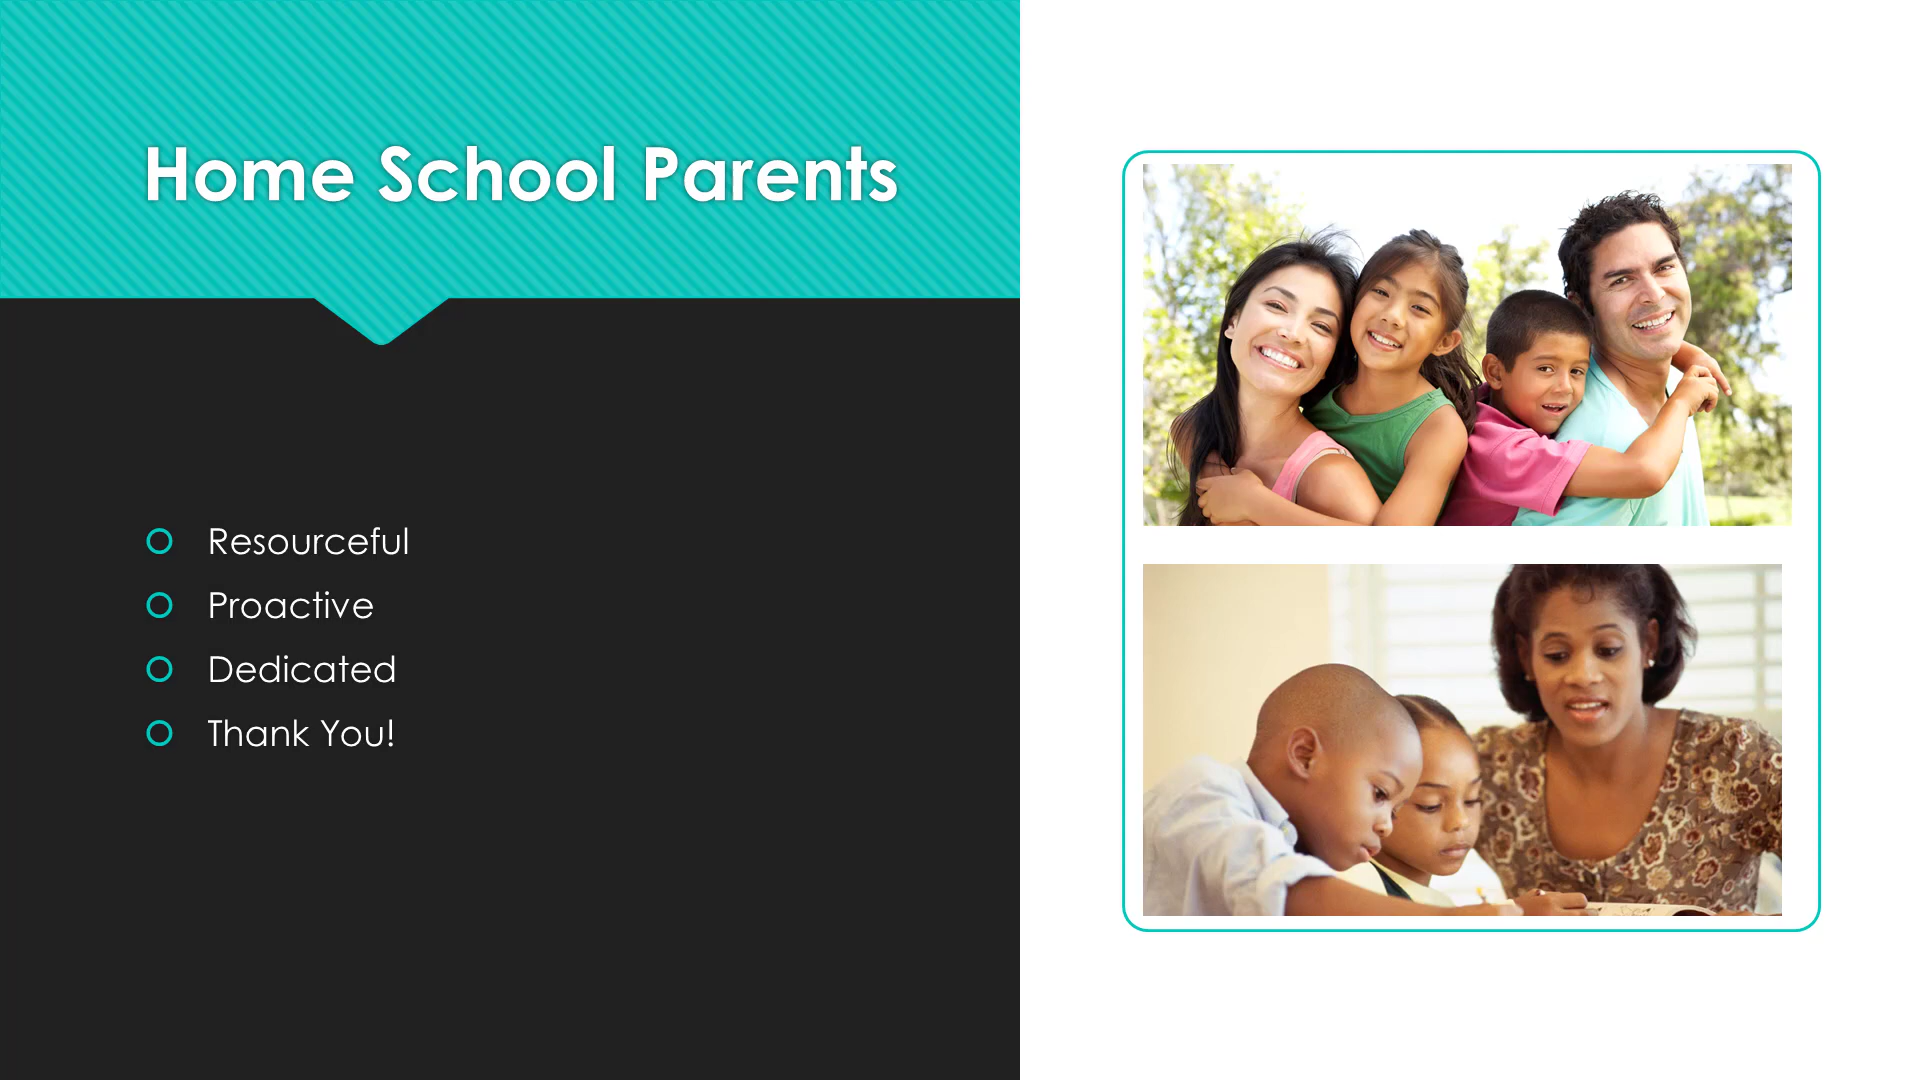 Home School Parents
Resourceful
Proactive
Dedicated
Thank You!